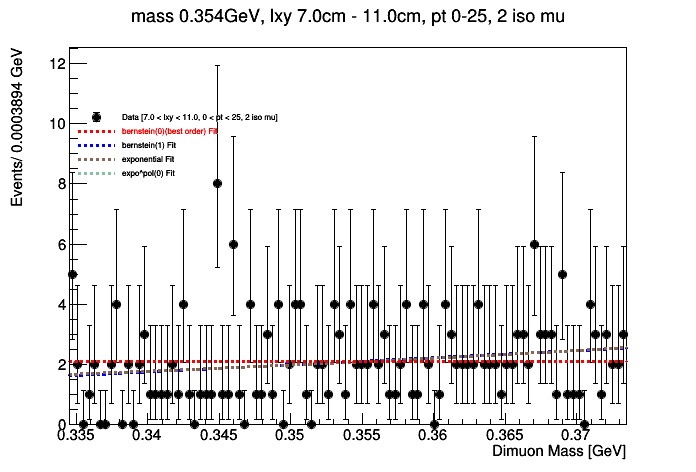 mass 0.354GeV, lxy 7.0cm - 11.0cm, pt 0-25, 2 iso mu
Events/ 0.0003894 GeV
12
10
8
6
4
2
0
Data [7.0 < lxy < 11.0, 0 < pt < 25, 2 iso mu]
bernstein(0)(best order) Fit
bernstein(1) Fit
exponential Fit
expo*pol(0) Fit
0.335 0.34 0.345 0.35 0.355 0.36 0.365 0.37
Dimuon Mass [GeV]